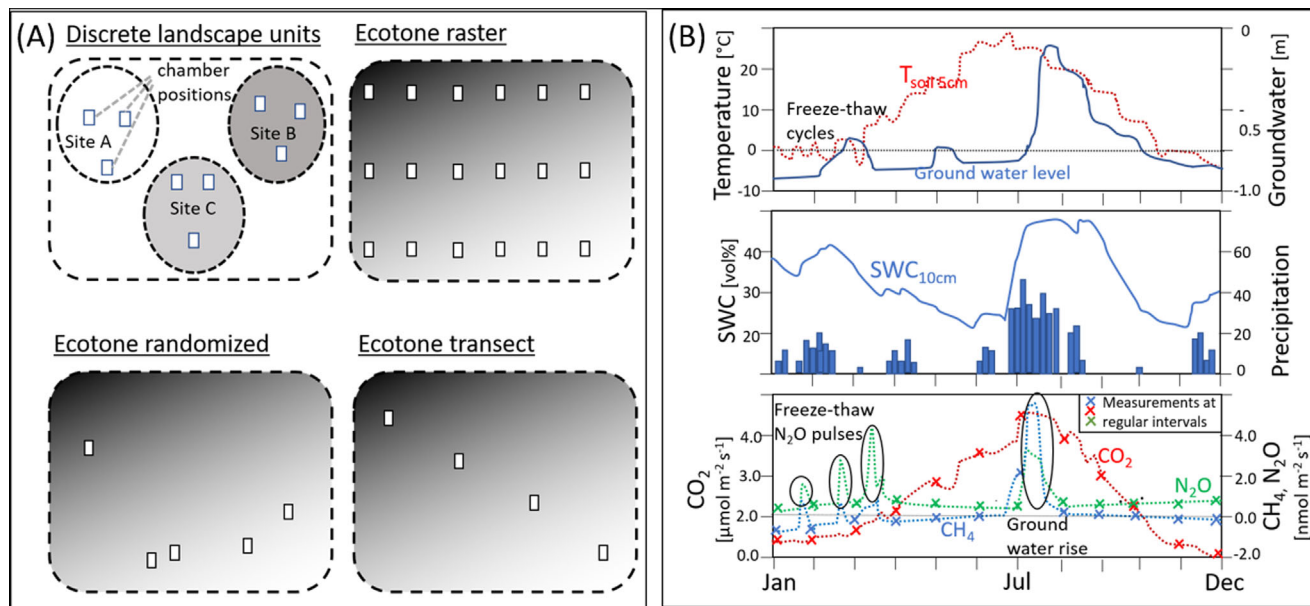 (A)
Discrete landscape units
chamber
positions
Site A
Site B
Site C
Ecotone raster
Ecotone randomized
Ecotone transect
(B)
Temperature [°C]
20
10
0
-10
Freeze-thaw
cycles
T soil 5cm
Ground water level
0
-
0.5
-1.0
Groundwater [m]
SWC [vol%]
40
30
20
SWC10cm
60
40
20
0
Precipitation
CO2
[µmol m-2 s-1]
4.0
3.0
2.0
0.0
Freeze-thaw
N2O pulses
Measurements at
regular intervals
CO2
N2O
CH4
Ground
water rise
4.0
2.0
0.0
-2.0
CH4, N2O
[nmol m-2 s-1]
Jan
Jul
Dec